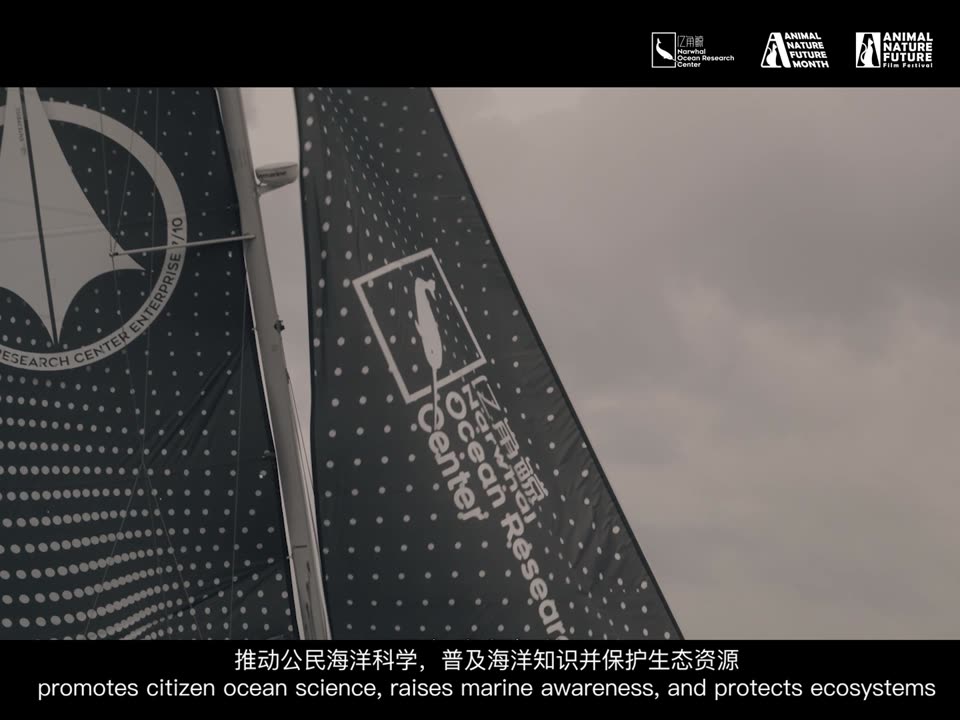 亿角鲸
Narwhal
Ocean Research
Center
ANIMAL
NATURE
FUTURE
MONTH
ANIMAL
NATURE
FUTURE
Film Festival
RESEARCH CENTER ENTERPRISE 7/10
亿角鲸
Narwhal
Ocean Resear
Center
推动公民海洋科学，普及海洋知识并保护生态资源
promotes citizen ocean science, raises marine awareness, and protects ecosystems